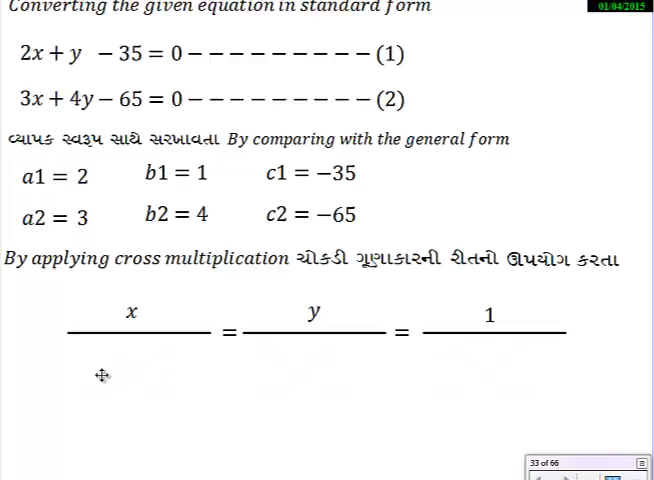 Converting the given equation in standard form
01/04/2015
2x + y − 35 = 0 − − − − − − − − − (1)
3x + 4y − 65 = 0 − − − − − − − − − (2)
વ્યાપક સ્વરૂપ સાથે સરખાવતા By comparing with the general form
a1 = 2 b1 = 1 c1 = −35
a2 = 3 b2 = 4 c2 = −65
By applying cross multiplication ચોકડી ગૂણાકારની રીતનો ઊપયોગ કરતા
x y 1
= =
33 of 66